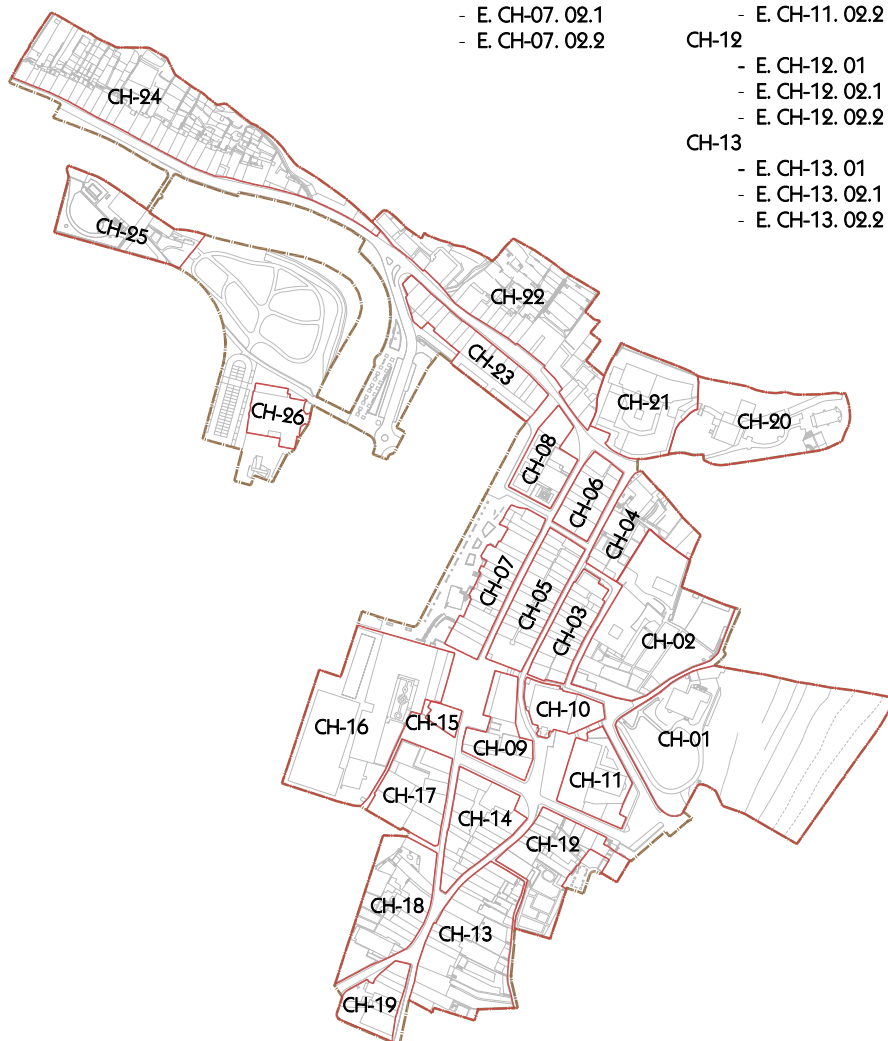 - E. CH-07. 02.1
- E. CH-07. 02.2
- E. CH-11. 02.2
CH-12
- E. CH-12. 01
- E. CH-12. 02.1
- E. CH-12. 02.2
CH-13
- E. CH-13. 01
- E. CH-13. 02.1
- E. CH-13. 02.2
CH-24
CH-25
CH-22
CH-23
CH-26
CH-21
CH-20
CH-08
CH-06
CH-04
CH-07
CH-05
CH-03
CH-02
CH-10
CH-16
CH-15
CH-09
CH-01
CH-11
CH-17
CH-14
CH-12
CH-18
CH-13
CH-19